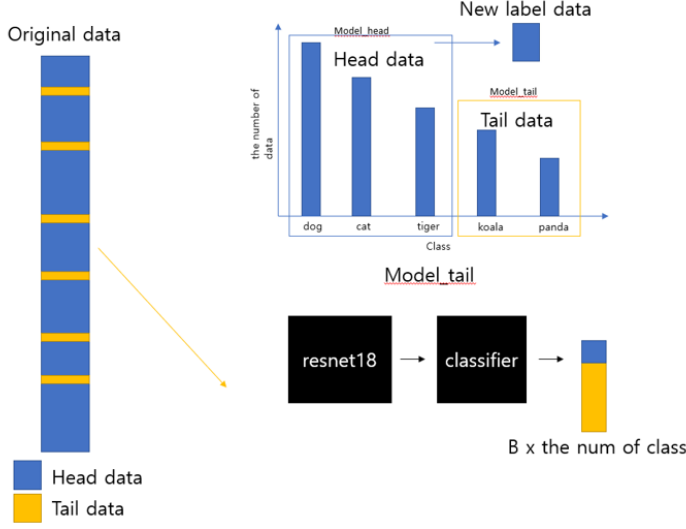 Original data
New label data
Model_head
Head data
Model_tail
Tail data
the number of
data
dog
cat
tiger
koala
panda
Class
Model_tail
resnet18
classifier
B x the num of class
Head data
Tail data